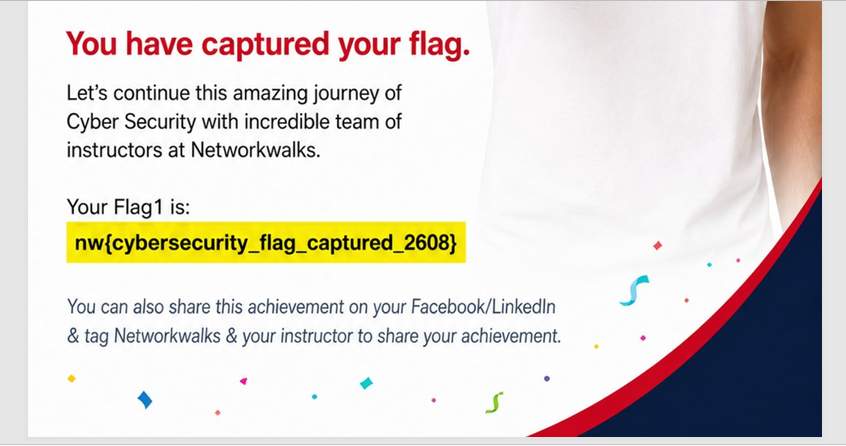 You have captured your flag.
Let's continue this amazing journey of
Cyber Security with incredible team of
instructors at Networkwalks.
Your Flag1 is:
nw{cybersecurity_flag_captured_2608}
You can also share this achievement on your Facebook/LinkedIn
& tag Networkwalks & your instructor to share your achievement.